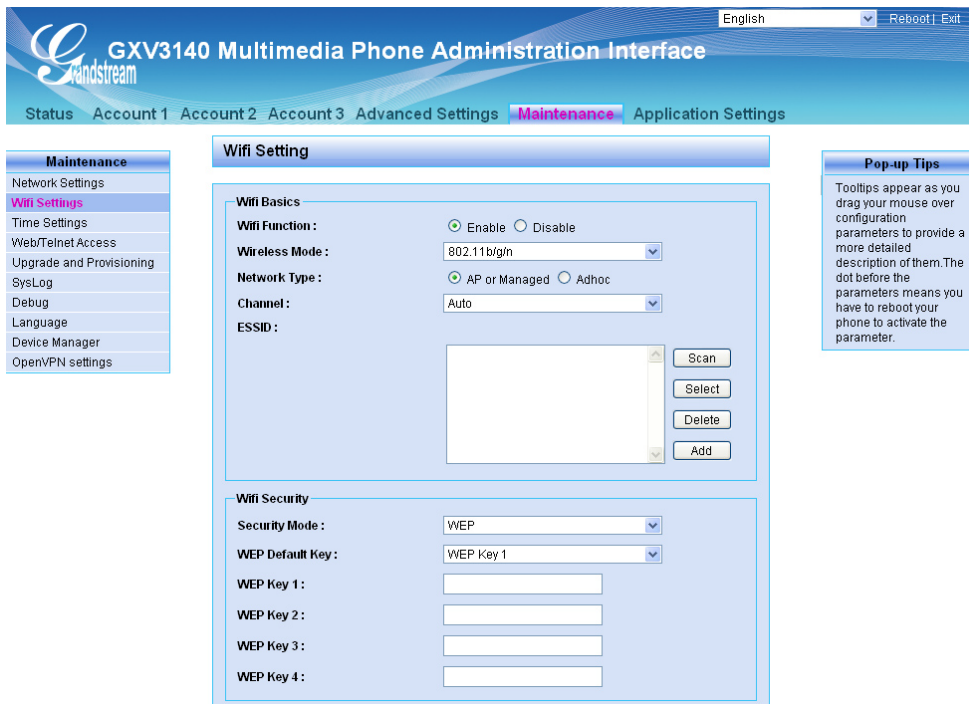 English
Reboot | Exit
Grandstream
GXV3140 Multimedia Phone Administration Interface
Status Account 1 Account 2 Account 3 Advanced Settings Maintenance Application Settings
Maintenance
Network Settings
Wifi Settings
Time Settings
Web/Telnet Access
Upgrade and Provisioning
SysLog
Debug
Language
Device Manager
OpenVPN settings
Wifi Setting
Wifi Basics
Wifi Function : Enable Disable
Wireless Mode : 802.11b/g/n
Network Type : AP or Managed Adhoc
Channel : Auto
ESSID :
Scan
Select
Delete
Add
Wifi Security
Security Mode : WEP
WEP Default Key : WEP Key 1
WEP Key 1 :
WEP Key 2 :
WEP Key 3 :
WEP Key 4 :
Pop-up Tips
Tooltips appear as you
drag your mouse over
configuration
parameters to provide a
more detailed
description of them.The
dot before the
parameters means you
have to reboot your
phone to activate the
parameter.